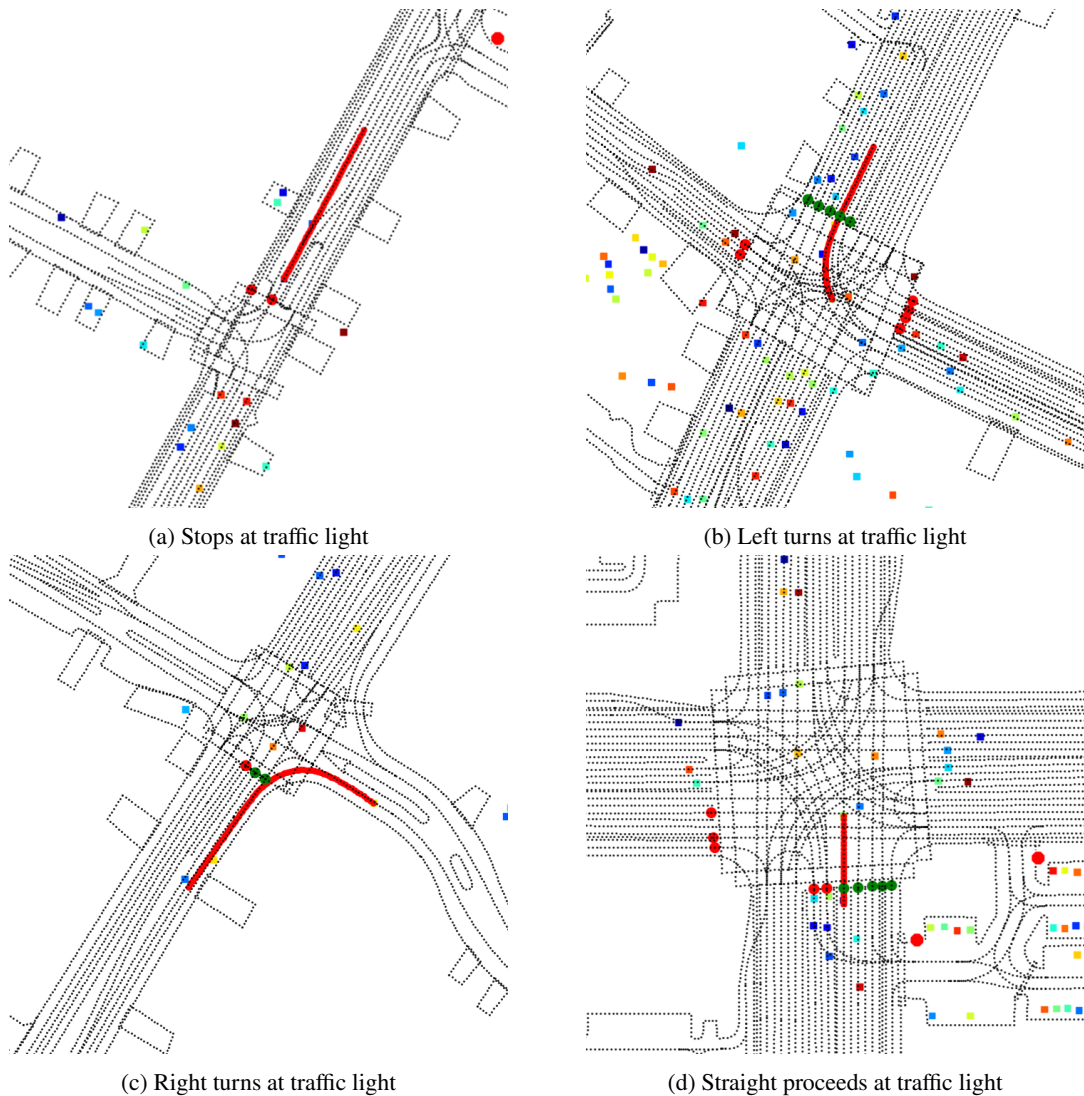 (a) Stops at traffic light
(b) Left turns at traffic light
(c) Right turns at traffic light
(d) Straight proceeds at traffic light